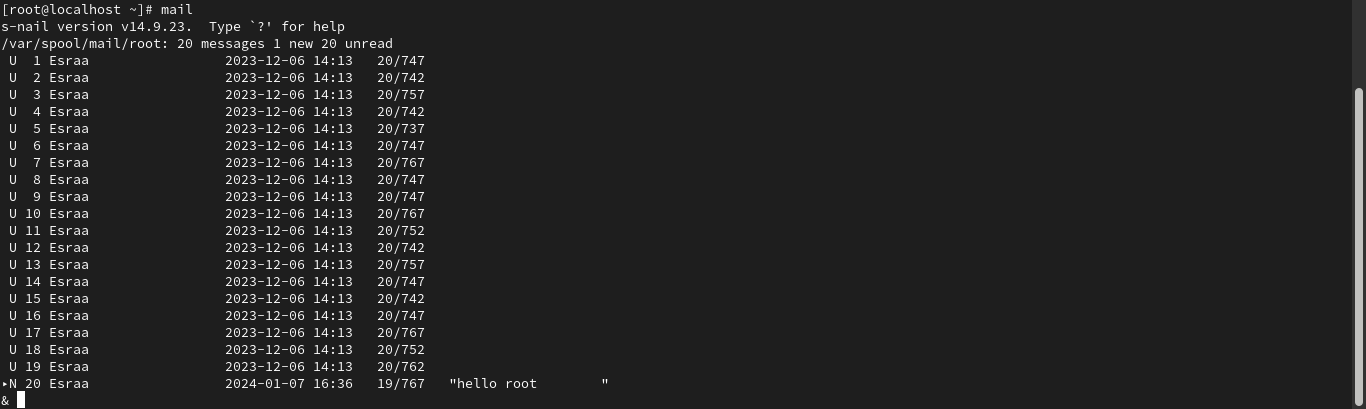 [root@localhost ~]# mail
s-nail version v14.9.23.  Type `?' for help
/var/spool/mail/root: 20 messages 1 new 20 unread
 U  1 Esraa                 2023-12-06 14:13   20/747
 U  2 Esraa                 2023-12-06 14:13   20/742
 U  3 Esraa                 2023-12-06 14:13   20/757
 U  4 Esraa                 2023-12-06 14:13   20/742
 U  5 Esraa                 2023-12-06 14:13   20/737
 U  6 Esraa                 2023-12-06 14:13   20/747
 U  7 Esraa                 2023-12-06 14:13   20/767
 U  8 Esraa                 2023-12-06 14:13   20/747
 U  9 Esraa                 2023-12-06 14:13   20/747
 U 10 Esraa                 2023-12-06 14:13   20/767
 U 11 Esraa                 2023-12-06 14:13   20/752
 U 12 Esraa                 2023-12-06 14:13   20/742
 U 13 Esraa                 2023-12-06 14:13   20/757
 U 14 Esraa                 2023-12-06 14:13   20/747
 U 15 Esraa                 2023-12-06 14:13   20/742
 U 16 Esraa                 2023-12-06 14:13   20/747
 U 17 Esraa                 2023-12-06 14:13   20/767
 U 18 Esraa                 2023-12-06 14:13   20/752
 U 19 Esraa                 2023-12-06 14:13   20/762
▸N 20 Esraa                 2024-01-07 16:36   19/767   "hello root        "
&